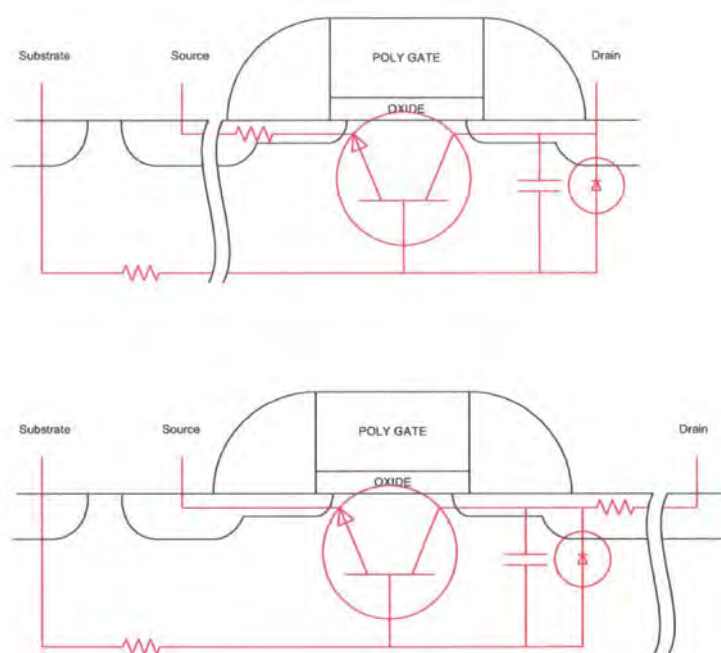 Substrate
Source
POLY GATE
Drain
OXIDE
Substrate
Source
POLY GATE
Drain
OXIDE